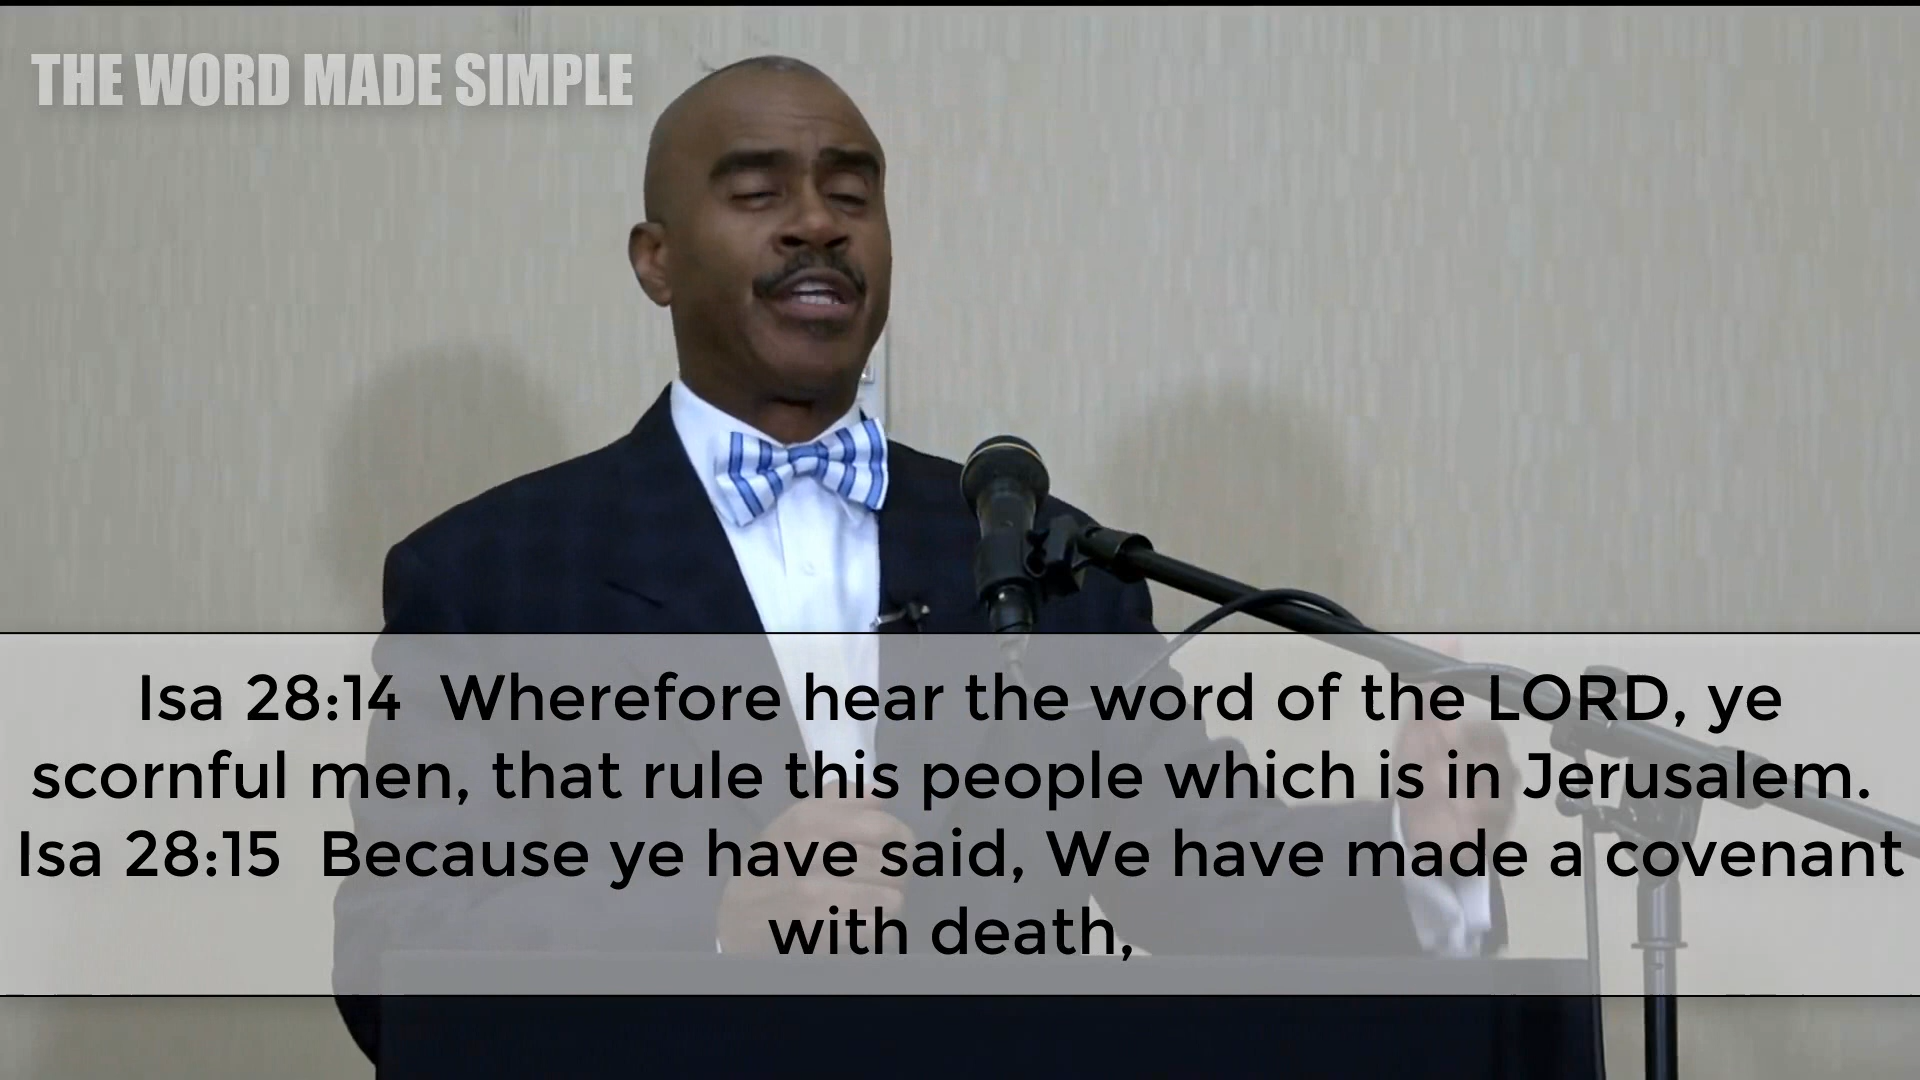 THE WORD MADE SIMPLE
Isa 28:14  Wherefore hear the word of the LORD, ye
scornful men, that rule this people which is in Jerusalem.
Isa 28:15  Because ye have said, We have made a covenant
with death,